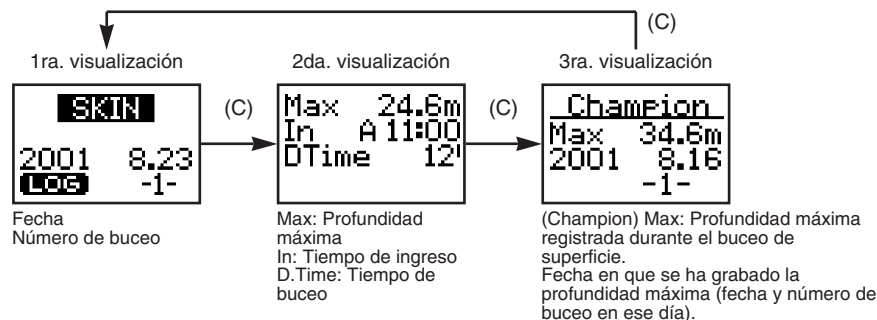 (C)
1ra. visualización
2da. visualización
3ra. visualización
SKIN
2001 8.23
LOG -1-
(C)
Max 24.6m
In A 11:00
DTime 12'
(C)
Champion
Max 34.6m
2001 8.16
-1-
Fecha
Número de buceo
Max: Profundidad
máxima
In: Tiempo de ingreso
D.Time: Tiempo de
buceo
(Champion) Max: Profundidad máxima
registrada durante el buceo de
superficie.
Fecha en que se ha grabado la
profundidad máxima (fecha y número de
buceo en ese día).